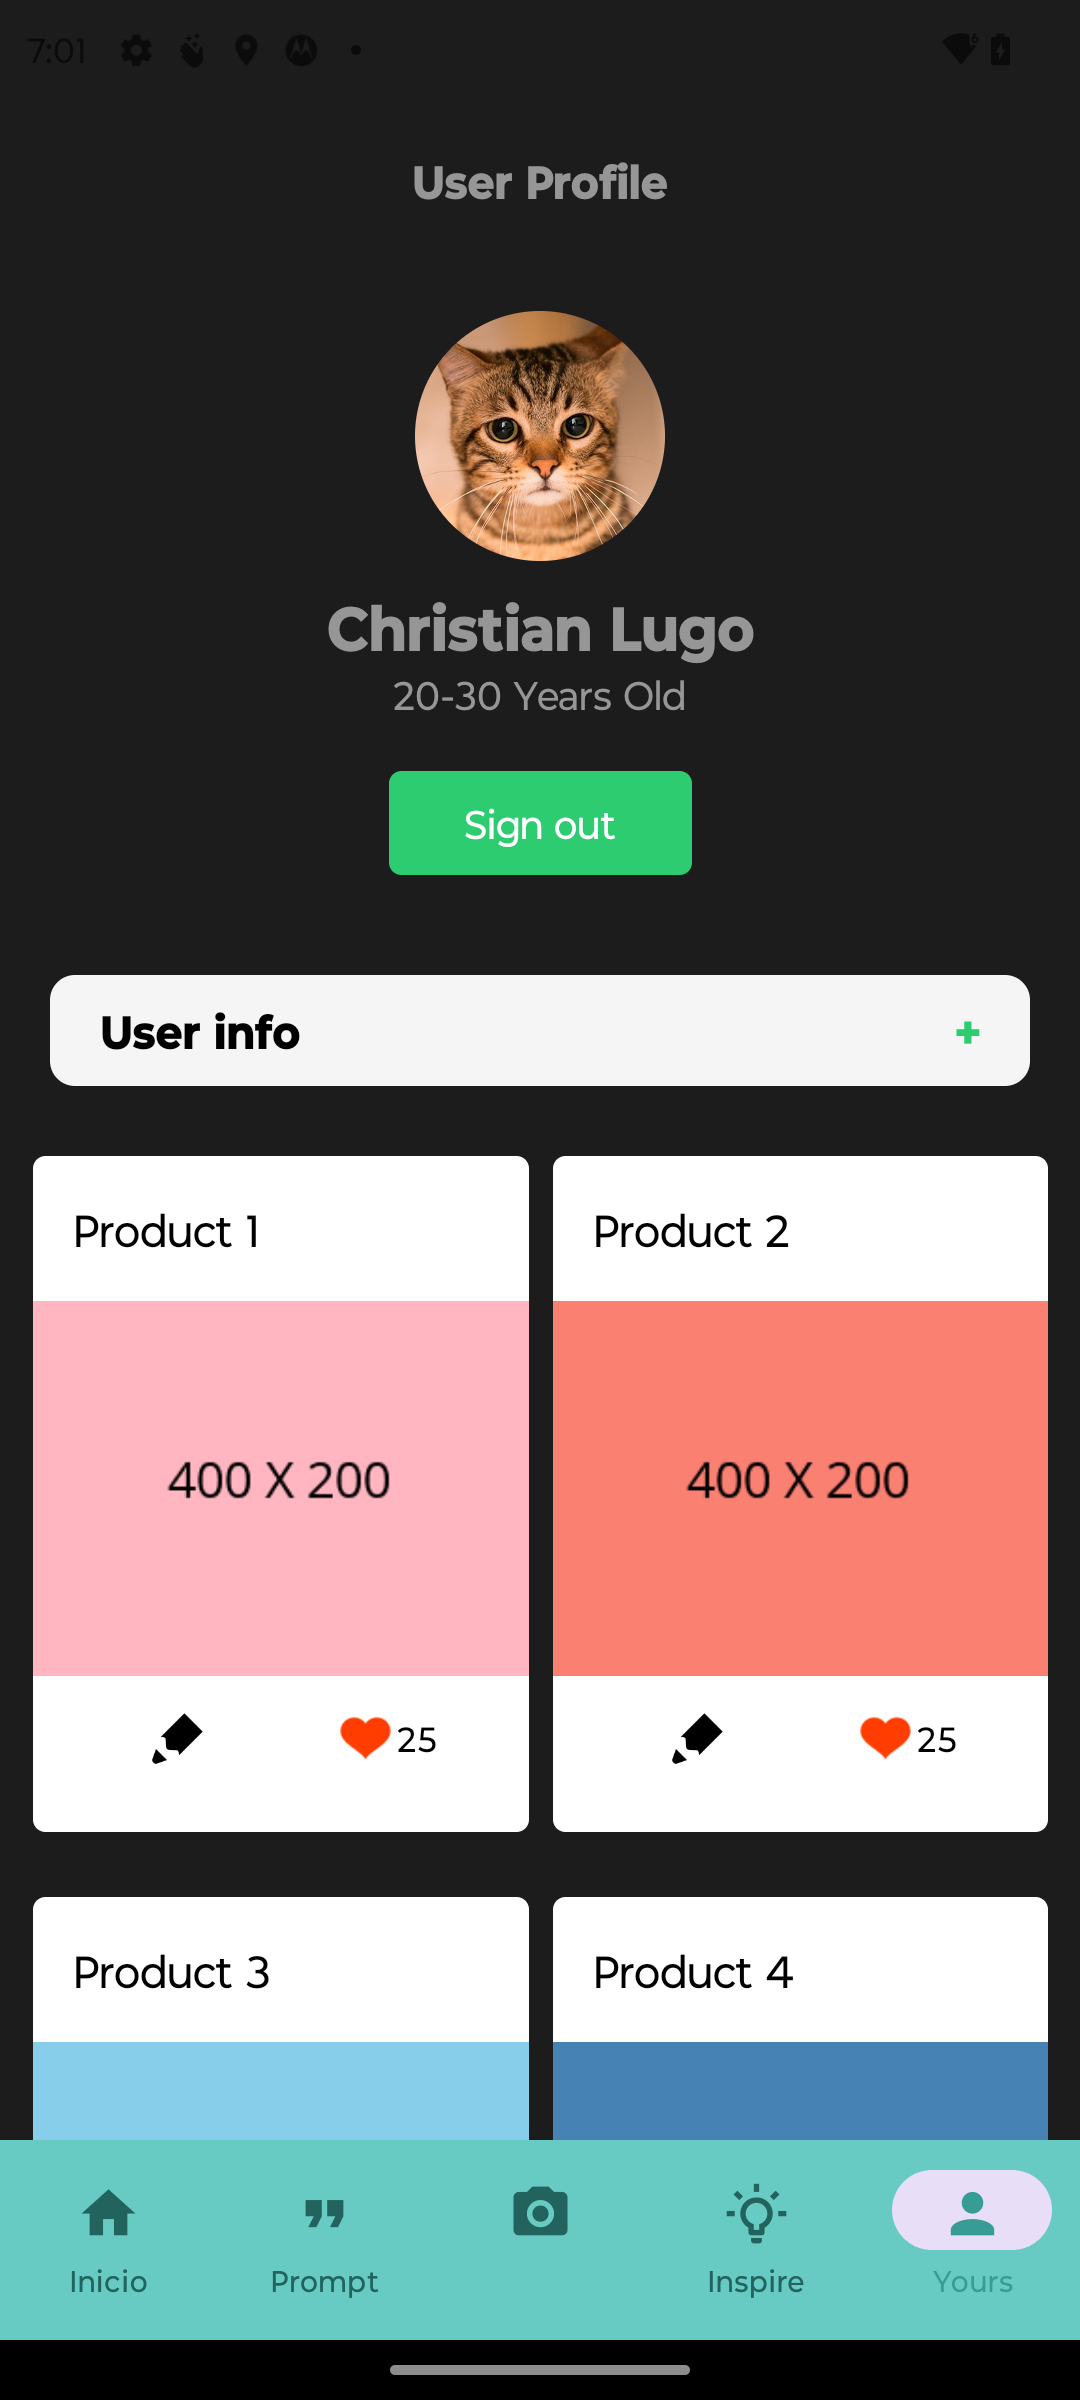 7:01
User Profile
Christian Lugo
20-30 Years Old
Sign out
User info +
Product 1
Product 2
400 X 200
400 X 200
25
25
Product 3
Product 4
Inicio
Prompt
Inspire
Yours